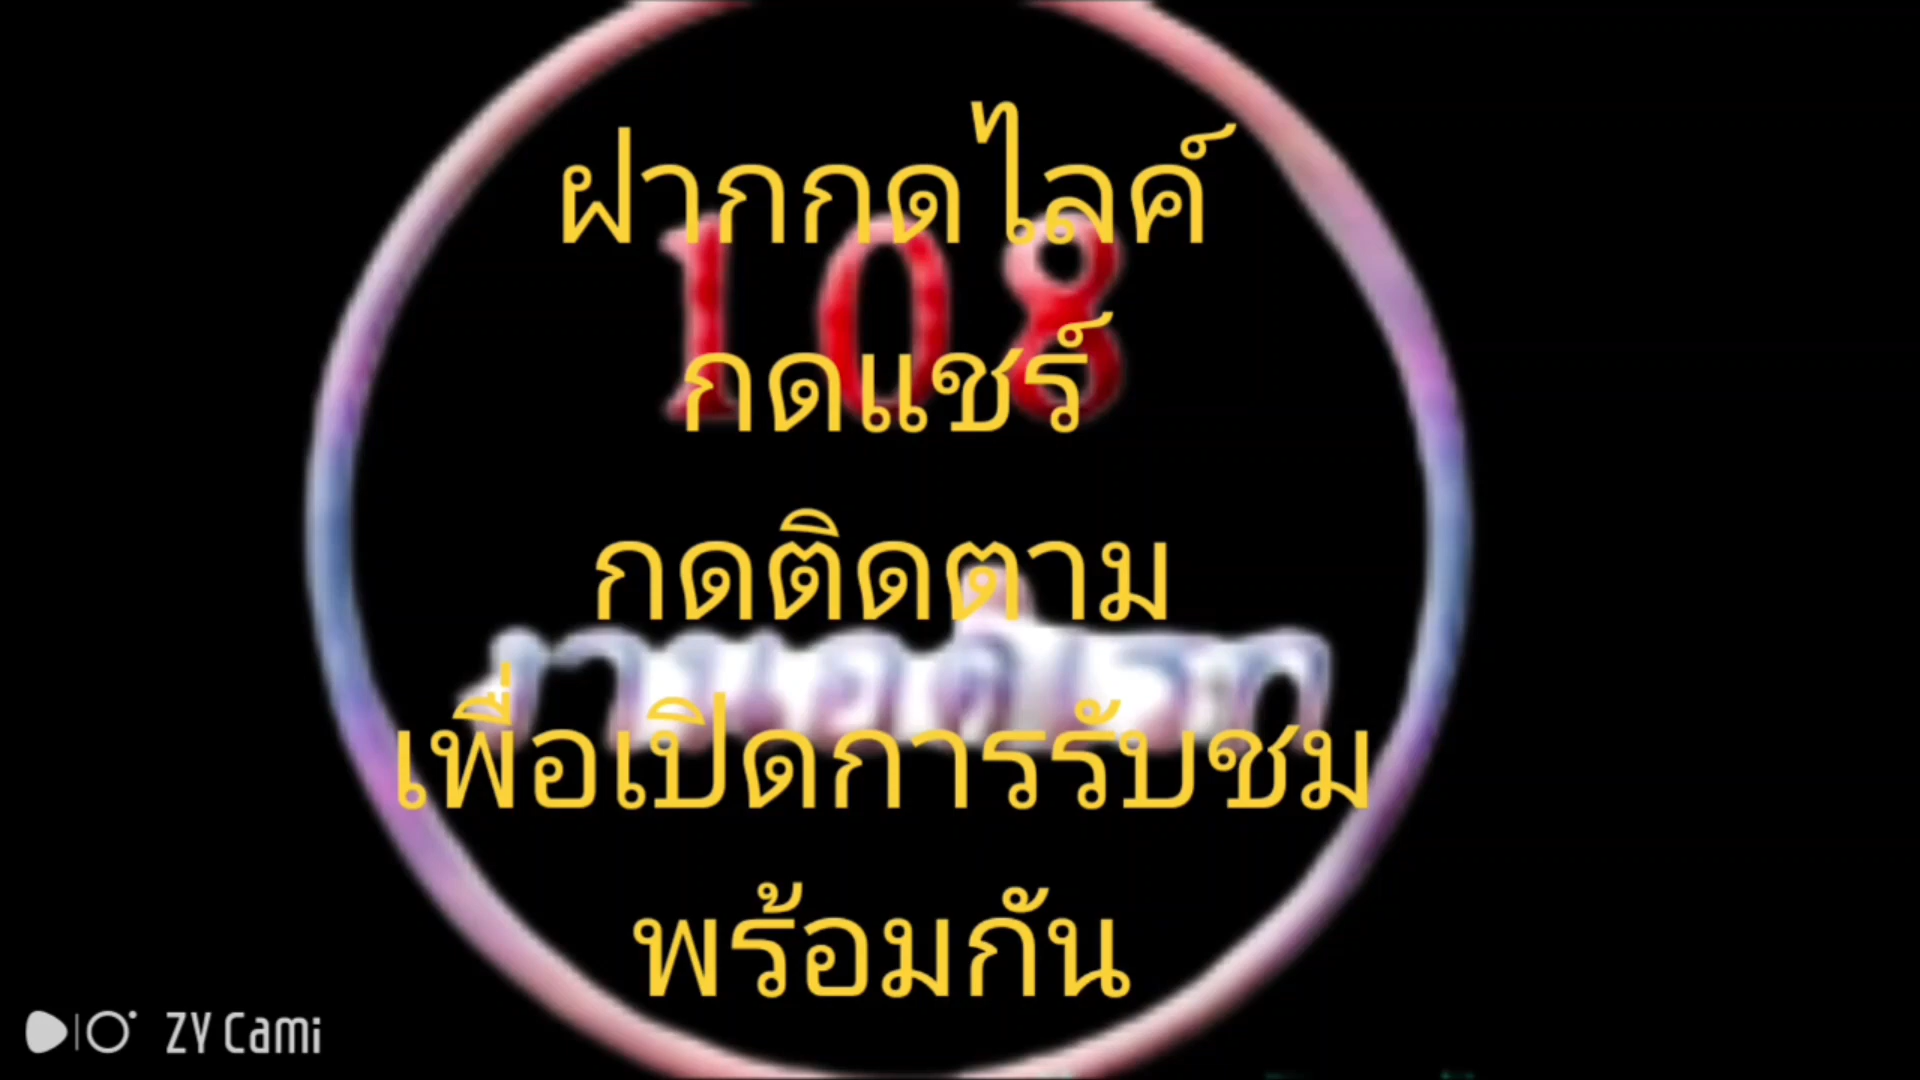 ฝากกดไลค์
108
กดแชร์
กดติดตาม
เพื่อเปิดการรับชม
พร้อมกัน
ZY Cami